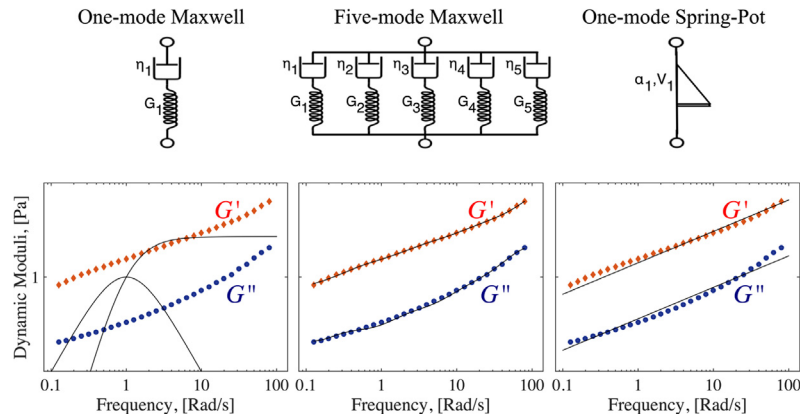 One-mode Maxwell
Five-mode Maxwell
One-mode Spring-Pot
η1
G1
η1 η2 η3 η4 η5
G1 G2 G3 G4 G5
α1,V1
Dynamic Moduli, [Pa]
1
G'
G"
0.1 1 10 100
Frequency, [Rad/s]
G'
G"
0.1 1 10 100
Frequency, [Rad/s]
G'
G"
0.1 1 10 100
Frequency, [Rad/s]